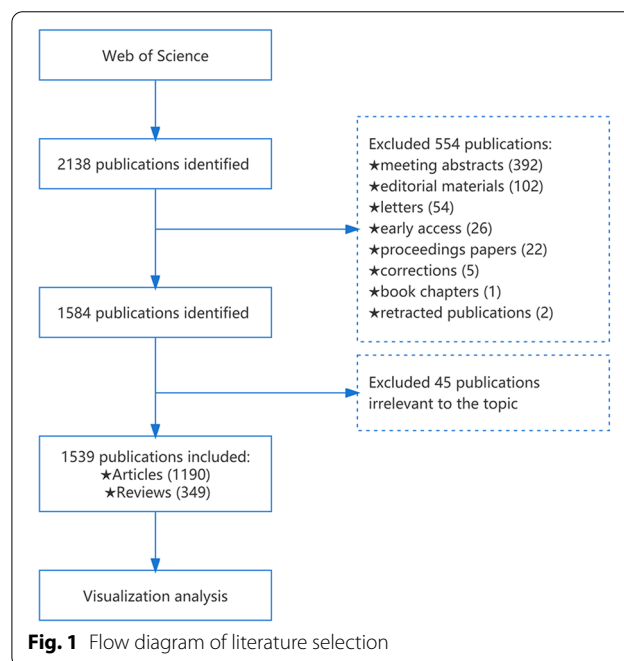 Web of Science
2138 publications identified
Excluded 554 publications:
★meeting abstracts (392)
★editorial materials (102)
★letters (54)
★early access (26)
★proceedings papers (22)
★corrections (5)
★book chapters (1)
★retracted publications (2)
1584 publications identified
Excluded 45 publications
irrelevant to the topic
1539 publications included:
★Articles (1190)
★Reviews (349)
Visualization analysis
Fig. 1 Flow diagram of literature selection